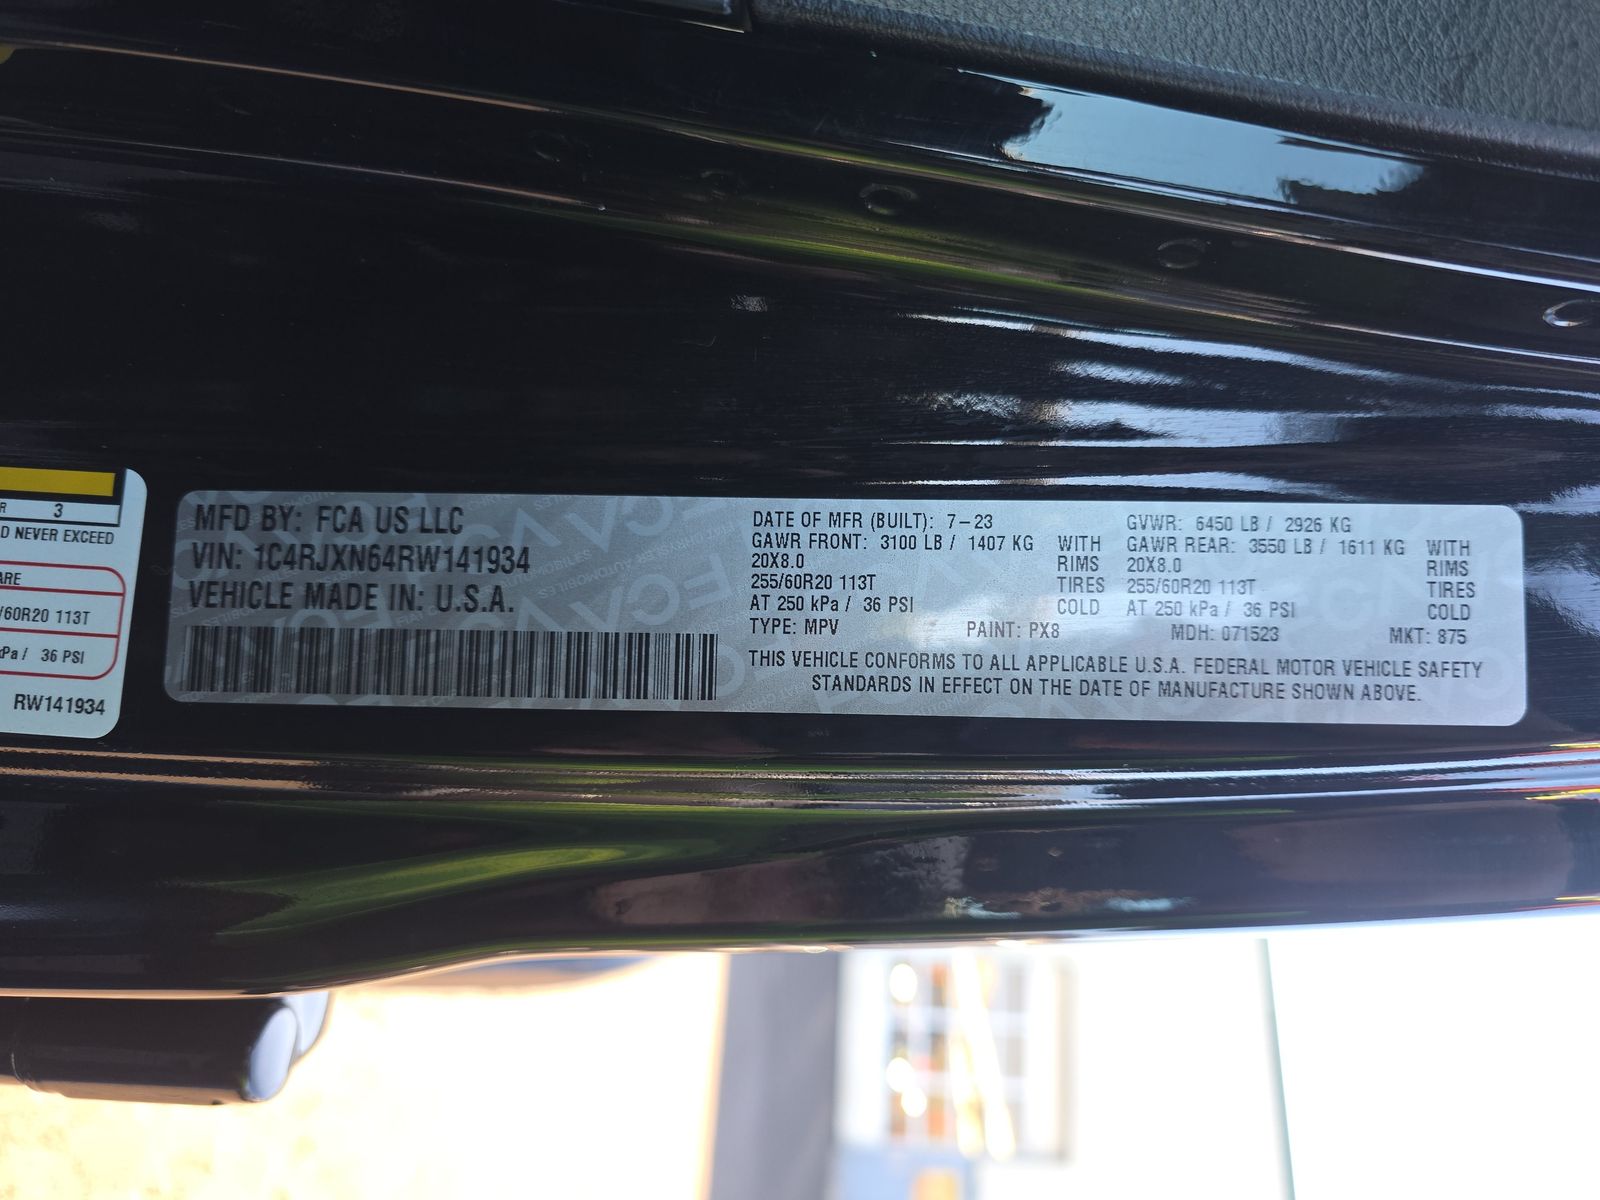 R 3
D NEVER EXCEED
ARE
/60R20 113T
kPa / 36 PSI
RW141934
MFD BY: FCA US LLC
VIN: 1C4RJXN64RW141934
VEHICLE MADE IN: U.S.A.
DATE OF MFR (BUILT): 7-23
GAWR FRONT: 3100 LB / 1407 KG WITH
20X8.0 RIMS
255/60R20 113T TIRES
AT 250 kPa / 36 PSI COLD
GVWR: 6450 LB / 2926 KG
GAWR REAR: 3550 LB / 1611 KG WITH
20X8.0 RIMS
255/60R20 113T TIRES
AT 250 kPa / 36 PSI COLD
TYPE: MPV PAINT: PX8 MDH: 071523 MKT: 875
THIS VEHICLE CONFORMS TO ALL APPLICABLE U.S.A. FEDERAL MOTOR VEHICLE SAFETY
STANDARDS IN EFFECT ON THE DATE OF MANUFACTURE SHOWN ABOVE.